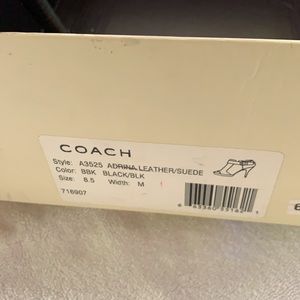 COACH
Style: A3525 ADRINA LEATHER/SUEDE
Color: BBK BLACK/BLK
Size: 8.5 Width: M
716907